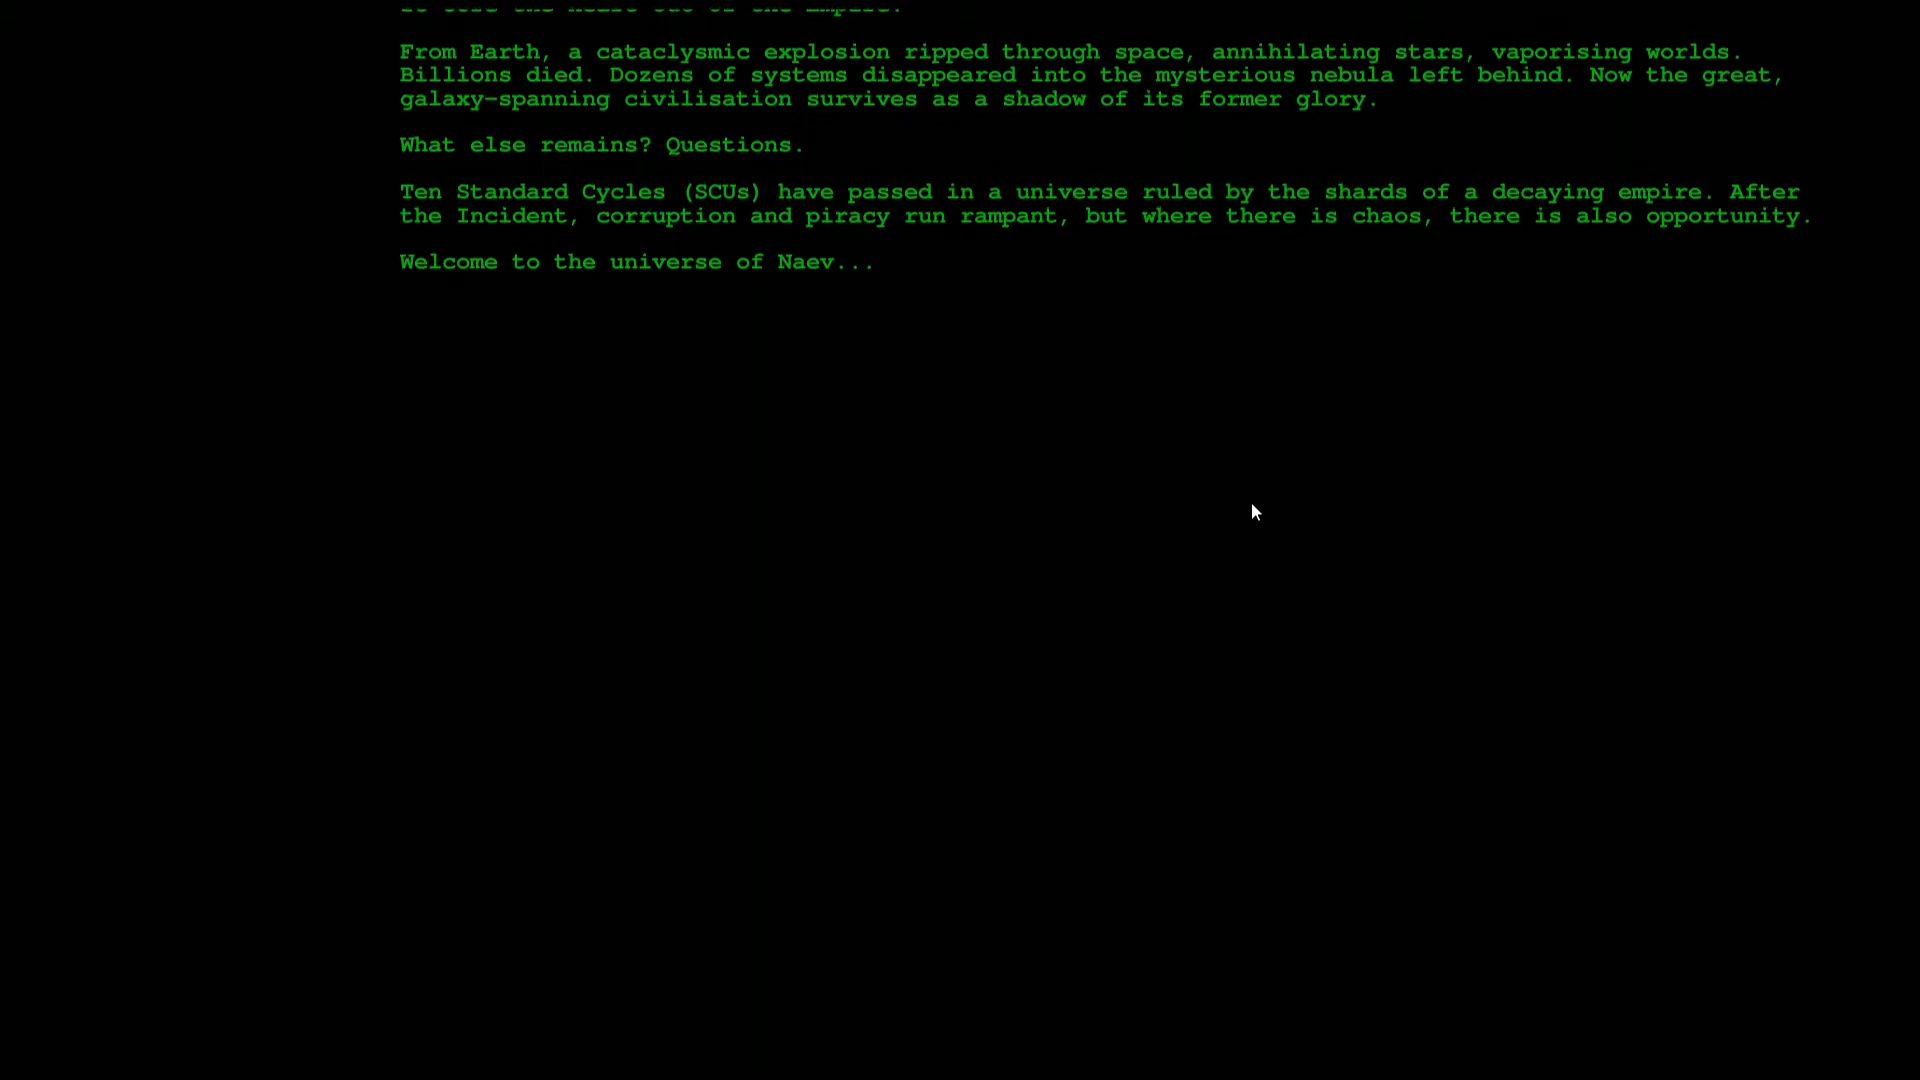 From Earth, a cataclysmic explosion ripped through space, annihilating stars, vaporising worlds.
Billions died. Dozens of systems disappeared into the mysterious nebula left behind. Now the great,
galaxy-spanning civilisation survives as a shadow of its former glory.
What else remains? Questions.
Ten Standard Cycles (SCUs) have passed in a universe ruled by the shards of a decaying empire. After
the Incident, corruption and piracy run rampant, but where there is chaos, there is also opportunity.
Welcome to the universe of Naev...